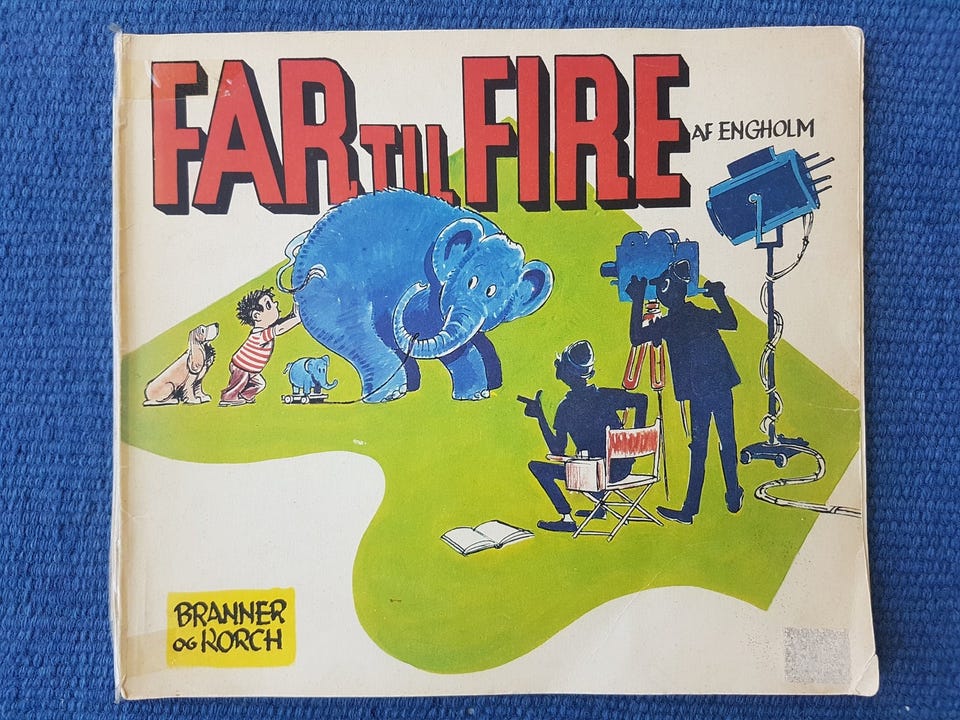 FAR TIL FIRE
AF ENGHOLM
BRANNER
OG KORCH